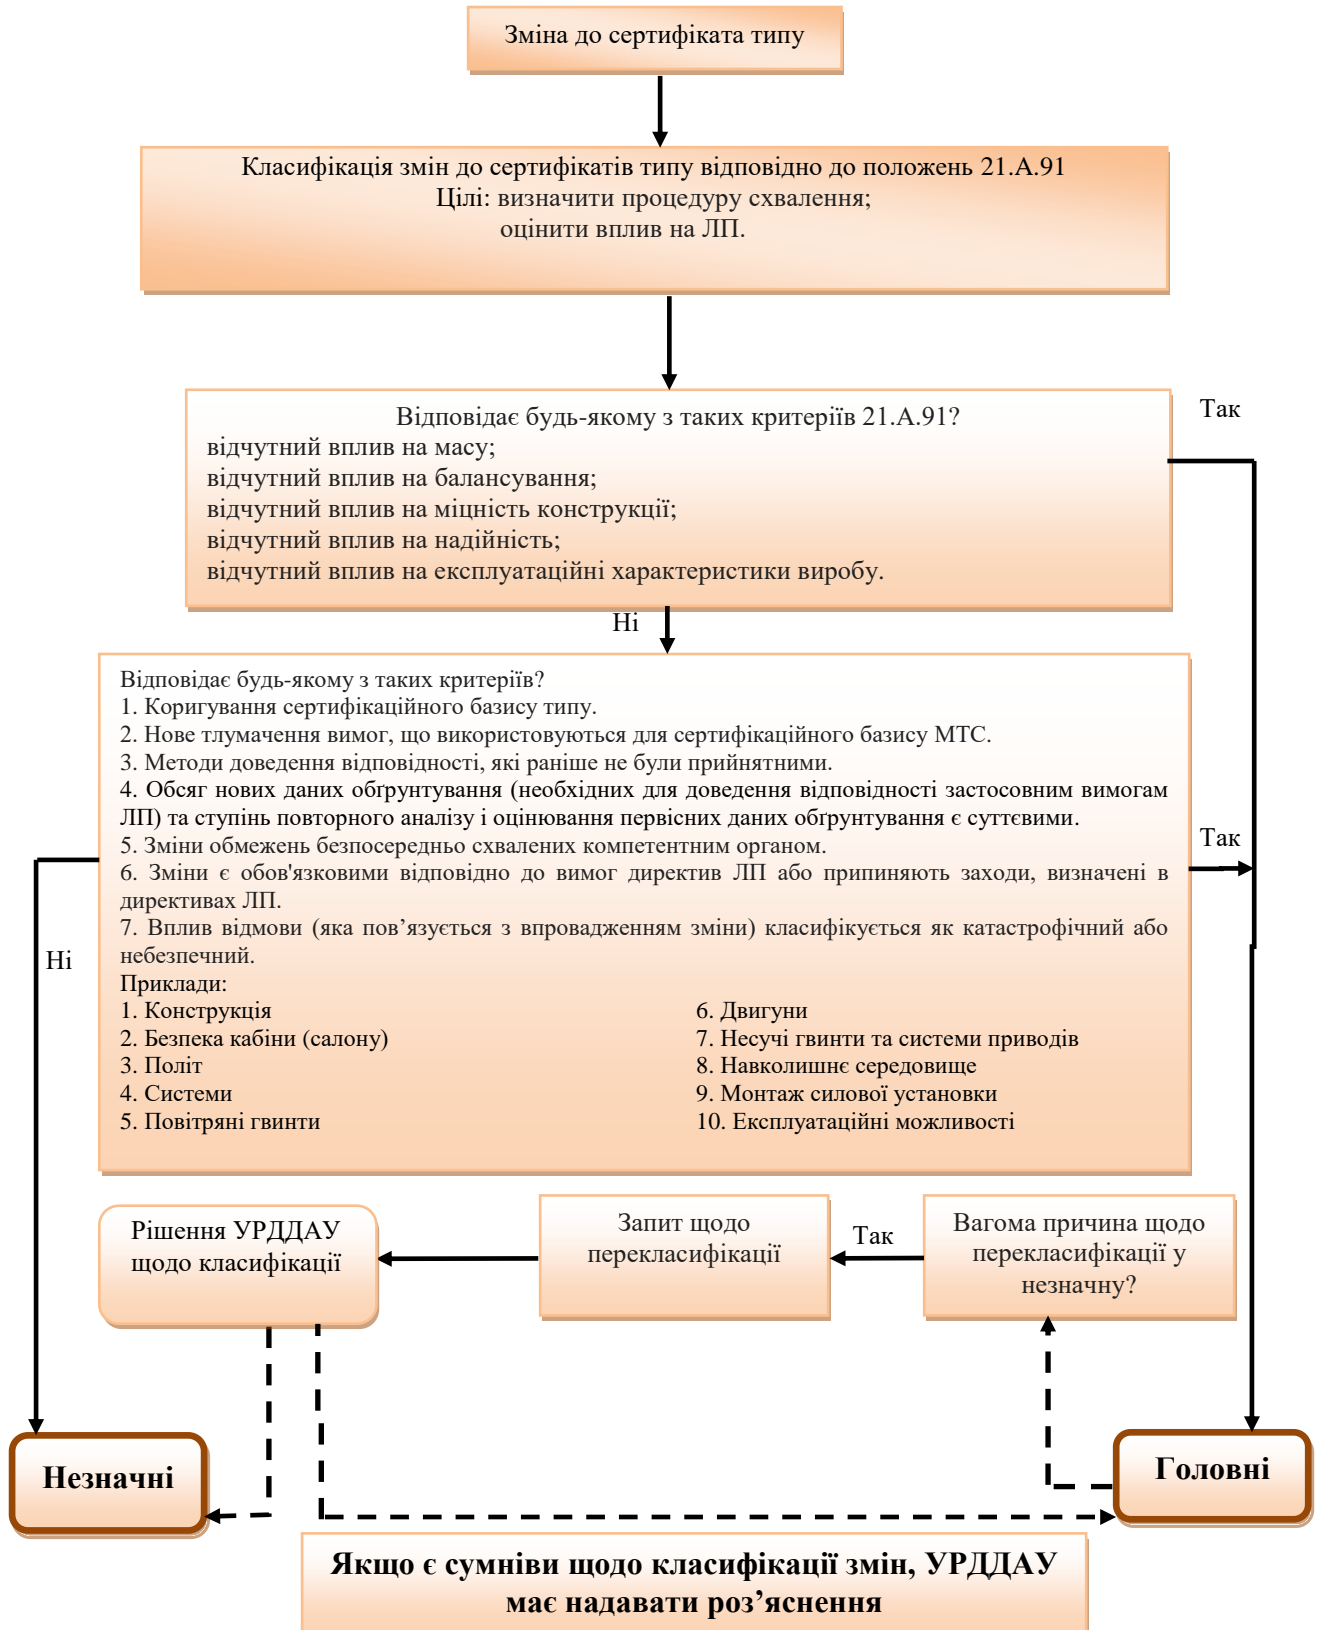 Зміна до сертифіката типу
Класифікація змін до сертифікатів типу відповідно до положень 21.А.91
Цілі: визначити процедуру схвалення;
оцінити вплив на ЛП.
Відповідає будь-якому з таких критеріїв 21.А.91?
відчутний вплив на масу;
відчутний вплив на балансування;
відчутний вплив на міцність конструкції;
відчутний вплив на надійність;
відчутний вплив на експлуатаційні характеристики виробу.
Так
Ні
Відповідає будь-якому з таких критеріїв?
1. Коригування сертифікаційного базису типу.
2. Нове тлумачення вимог, що використовуються для сертифікаційного базису МТС.
3. Методи доведення відповідності, які раніше не були прийнятними.
4. Обсяг нових даних обґрунтування (необхідних для доведення відповідності застосовним вимогам
ЛП) та ступінь повторного аналізу і оцінювання первісних даних обґрунтування є суттєвими.
5. Зміни обмежень безпосередньо схвалених компетентним органом.
6. Зміни є обов'язковими відповідно до вимог директив ЛП або припиняють заходи, визначені в
директивах ЛП.
7. Вплив відмови (яка пов’язується з впровадженням зміни) класифікується як катастрофічний або
небезпечний.
Приклади:
1. Конструкція
2. Безпека кабіни (салону)
3. Політ
4. Системи
5. Повітряні гвинти
6. Двигуни
7. Несучі гвинти та системи приводів
8. Навколишнє середовище
9. Монтаж силової установки
10. Експлуатаційні можливості
Так
Ні
Вагома причина щодо
перекласифікації у
незначну?
Так
Запит щодо
перекласифікації
Рішення УРДДАУ
щодо класифікації
Незначні
Головні
Якщо є сумніви щодо класифікації змін, УРДДАУ
має надавати роз’яснення